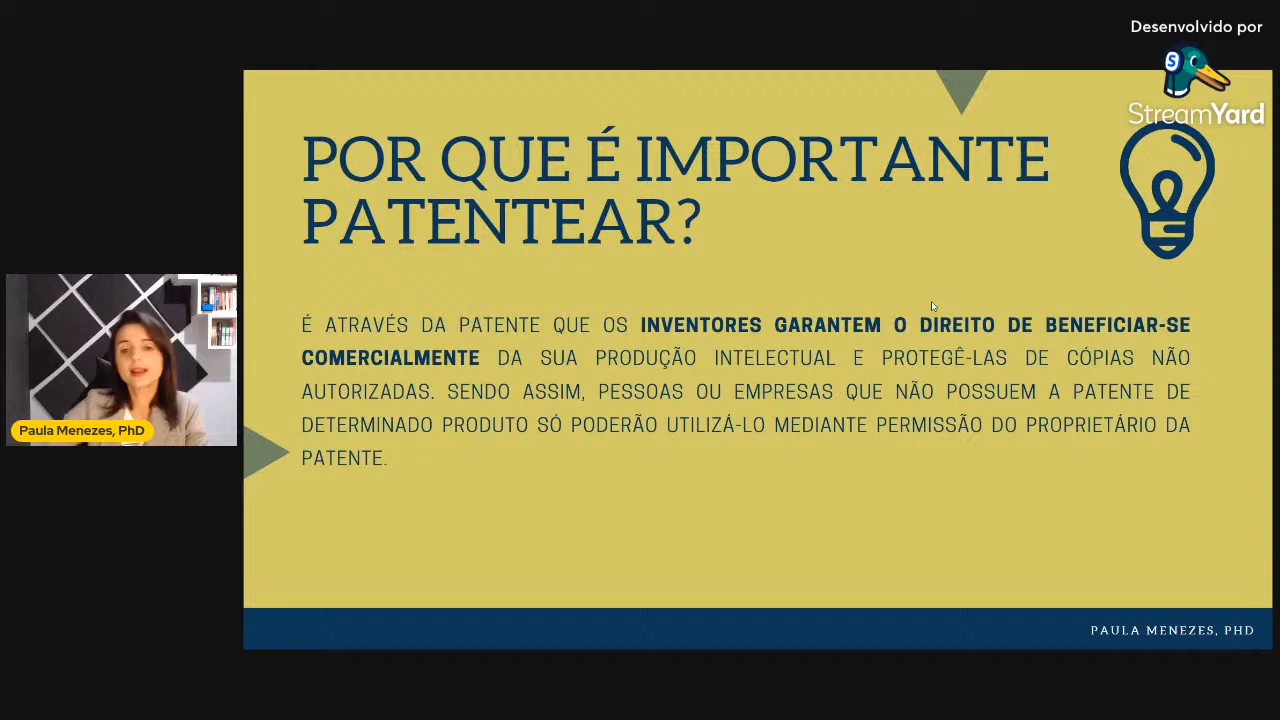 Desenvolvido por
StreamYard
POR QUE É IMPORTANTE
PATENTEAR?
É ATRAVÉS DA PATENTE QUE OS INVENTORES GARANTEM O DIREITO DE BENEFICIAR-SE
COMERCIALMENTE DA SUA PRODUÇÃO INTELECTUAL E PROTEGÊ-LAS DE CÓPIAS NÃO
AUTORIZADAS. SENDO ASSIM, PESSOAS OU EMPRESAS QUE NÃO POSSUEM A PATENTE DE
DETERMINADO PRODUTO SÓ PODERÃO UTILIZÁ-LO MEDIANTE PERMISSÃO DO PROPRIETÁRIO DA
PATENTE.
Paula Menezes, PhD
PAULA MENEZES, PHD